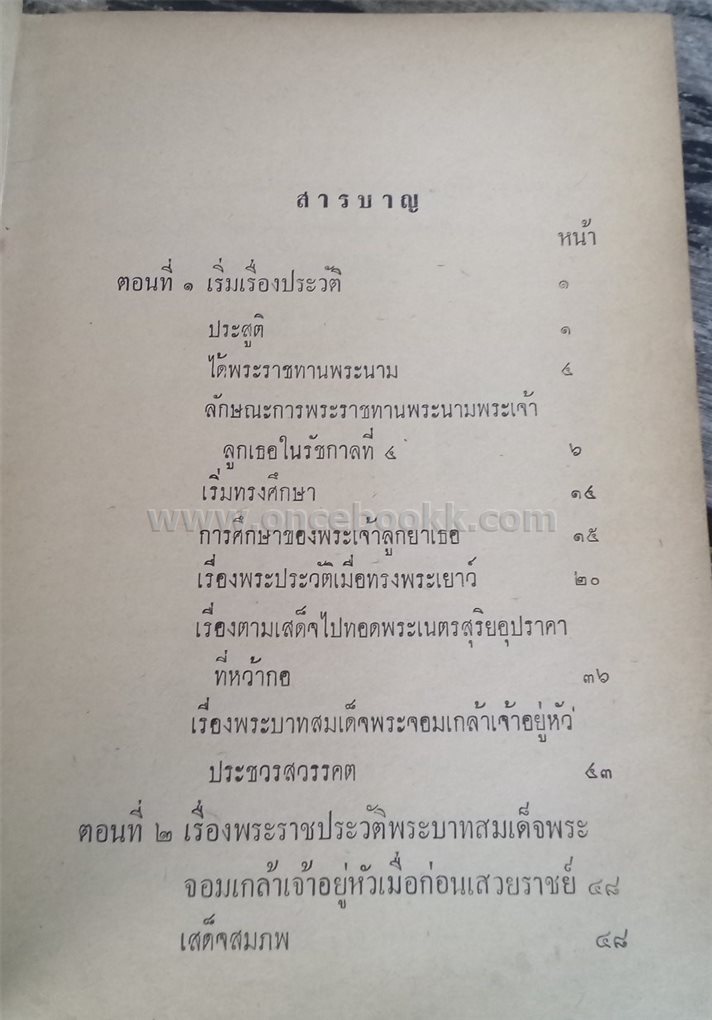 สารบาญ
หน้า
ตอนที่ ๑ เริ่มเรื่องประวัติ ๑
ประสูติ ๑
ได้พระราชทานพระนาม ๔
ลักษณะการพระราชทานพระนามพระเจ้า
ลูกเธอในรัชกาลที่ ๔ ๖
เริ่มทรงศึกษา ๑๔
www.oncebookk.com
การศึกษาของพระเจ้าลูกยาเธอ ๑๕
เรื่องพระประวัติเมื่อทรงพระเยาว์ ๒๐
เรื่องตามเสด็จไปทอดพระเนตรสุริยอุปราคา
ที่หว้ากอ ๓๖
เรื่องพระบาทสมเด็จพระจอมเกล้าเจ้าอยู่หัว
ประชวรสวรรคต ๔๓
ตอนที่ ๒ เรื่องพระราชประวัติพระบาทสมเด็จพระ
จอมเกล้าเจ้าอยู่หัวเมื่อก่อนเสวยราชย์ ๔๘
เสด็จสมภพ ๔๘